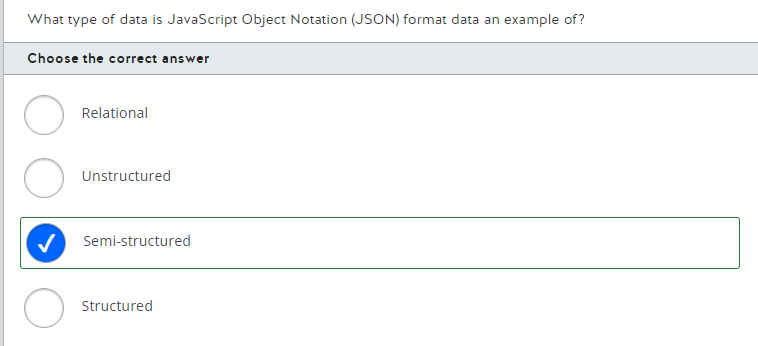 What type of data is JavaScript Object Notation (JSON) format data an example of?
Choose the correct answer
Relational
Unstructured
Semi-structured
Structured